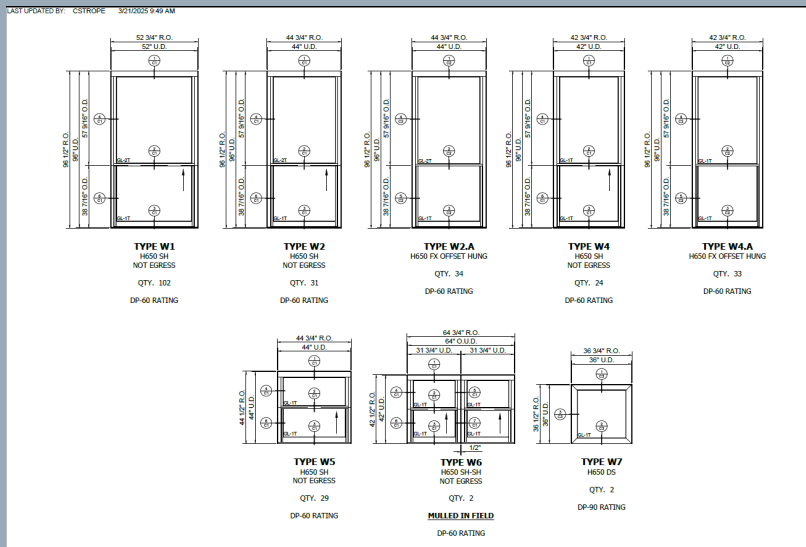 LAST UPDATED BY: CSTROPE 3/21/2025 9:49 AM
52 3/4" R.O.
52" U.D.
96 1/2" R.O.
96" U.D.
57 9/16" O.D.
38 7/16" O.D.
GL-2T
GL-1T
TYPE W1
H650 SH
NOT EGRESS
QTY. 102
DP-60 RATING
44 3/4" R.O.
44" U.D.
96 1/2" R.O.
96" U.D.
57 9/16" O.D.
38 7/16" O.D.
GL-2T
GL-1T
TYPE W2
H650 SH
NOT EGRESS
QTY. 31
DP-60 RATING
44 3/4" R.O.
44" U.D.
96 1/2" R.O.
96" U.D.
57 9/16" O.D.
38 7/16" O.D.
GL-2T
GL-1T
TYPE W2.A
H650 FX OFFSET HUNG
QTY. 34
DP-60 RATING
42 3/4" R.O.
42" U.D.
96 1/2" R.O.
96" U.D.
57 9/16" O.D.
38 7/16" O.D.
GL-1T
GL-1T
TYPE W4
H650 SH
NOT EGRESS
QTY. 24
DP-60 RATING
42 3/4" R.O.
42" U.D.
96 1/2" R.O.
96" U.D.
57 9/16" O.D.
38 7/16" O.D.
GL-1T
GL-1T
TYPE W4.A
H650 FX OFFSET HUNG
QTY. 33
DP-60 RATING
44 3/4" R.O.
44" U.D.
44 1/2" R.O.
44" U.D.
GL-1T
GL-1T
TYPE W5
H650 SH
NOT EGRESS
QTY. 29
DP-60 RATING
64 3/4" R.O.
64" O.U.D.
31 3/4" U.D.
31 3/4" U.D.
42 1/2" R.O.
42" U.D.
GL-1T
GL-1T
GL-1T
GL-1T
1/2"
TYPE W6
H650 SH-SH
NOT EGRESS
QTY. 2
MULLED IN FIELD
DP-60 RATING
36 3/4" R.O.
36" U.D.
36 1/2" R.O.
36" U.D.
GL-1T
TYPE W7
H650 DS
QTY. 2
DP-90 RATING